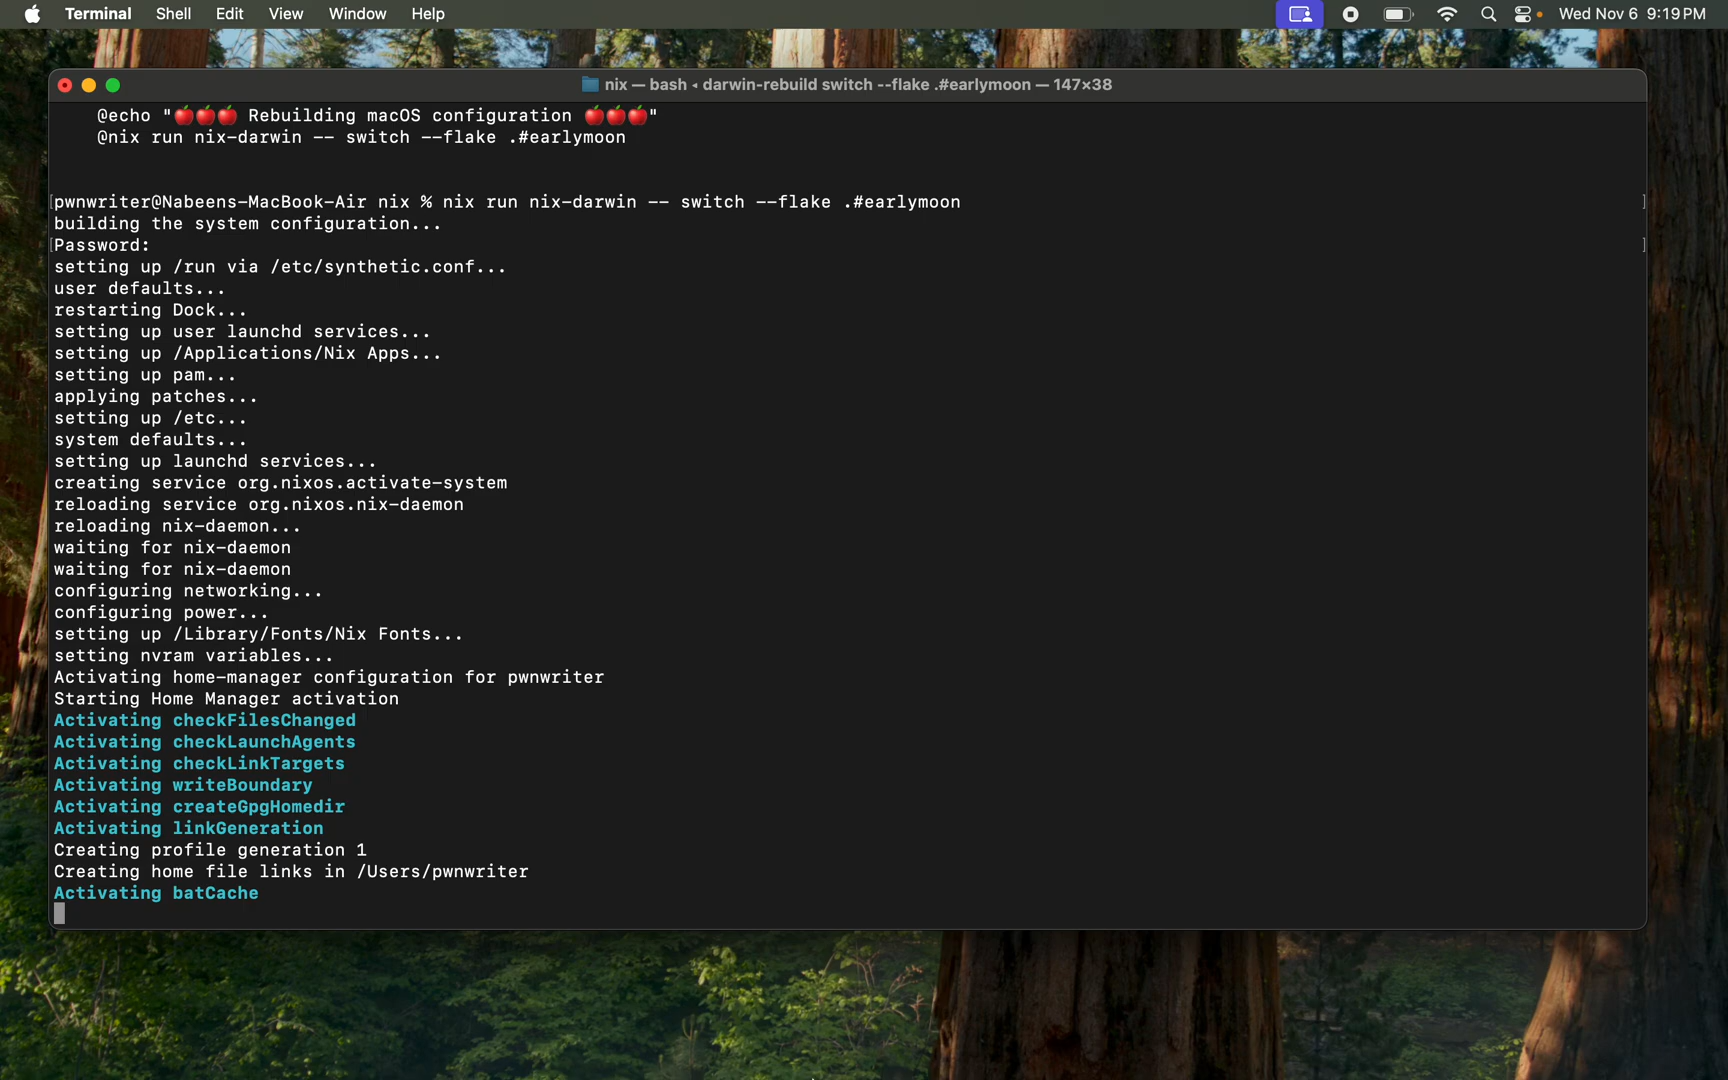 Terminal Shell Edit View Window Help Wed Nov 6 9:19 PM
nix — bash ◂ darwin-rebuild switch --flake .#earlymoon — 147×38
@echo "🍎🍎🍎 Rebuilding macOS configuration 🍎🍎🍎"
@nix run nix-darwin -- switch --flake .#earlymoon
[pwnwriter@Nabeens-MacBook-Air nix % nix run nix-darwin -- switch --flake .#earlymoon ]
building the system configuration...
[Password: ]
setting up /run via /etc/synthetic.conf...
user defaults...
restarting Dock...
setting up user launchd services...
setting up /Applications/Nix Apps...
setting up pam...
applying patches...
setting up /etc...
system defaults...
setting up launchd services...
creating service org.nixos.activate-system
reloading service org.nixos.nix-daemon
reloading nix-daemon...
waiting for nix-daemon
waiting for nix-daemon
configuring networking...
configuring power...
setting up /Library/Fonts/Nix Fonts...
setting nvram variables...
Activating home-manager configuration for pwnwriter
Starting Home Manager activation
Activating checkFilesChanged
Activating checkLaunchAgents
Activating checkLinkTargets
Activating writeBoundary
Activating createGpgHomedir
Activating linkGeneration
Creating profile generation 1
Creating home file links in /Users/pwnwriter
Activating batCache